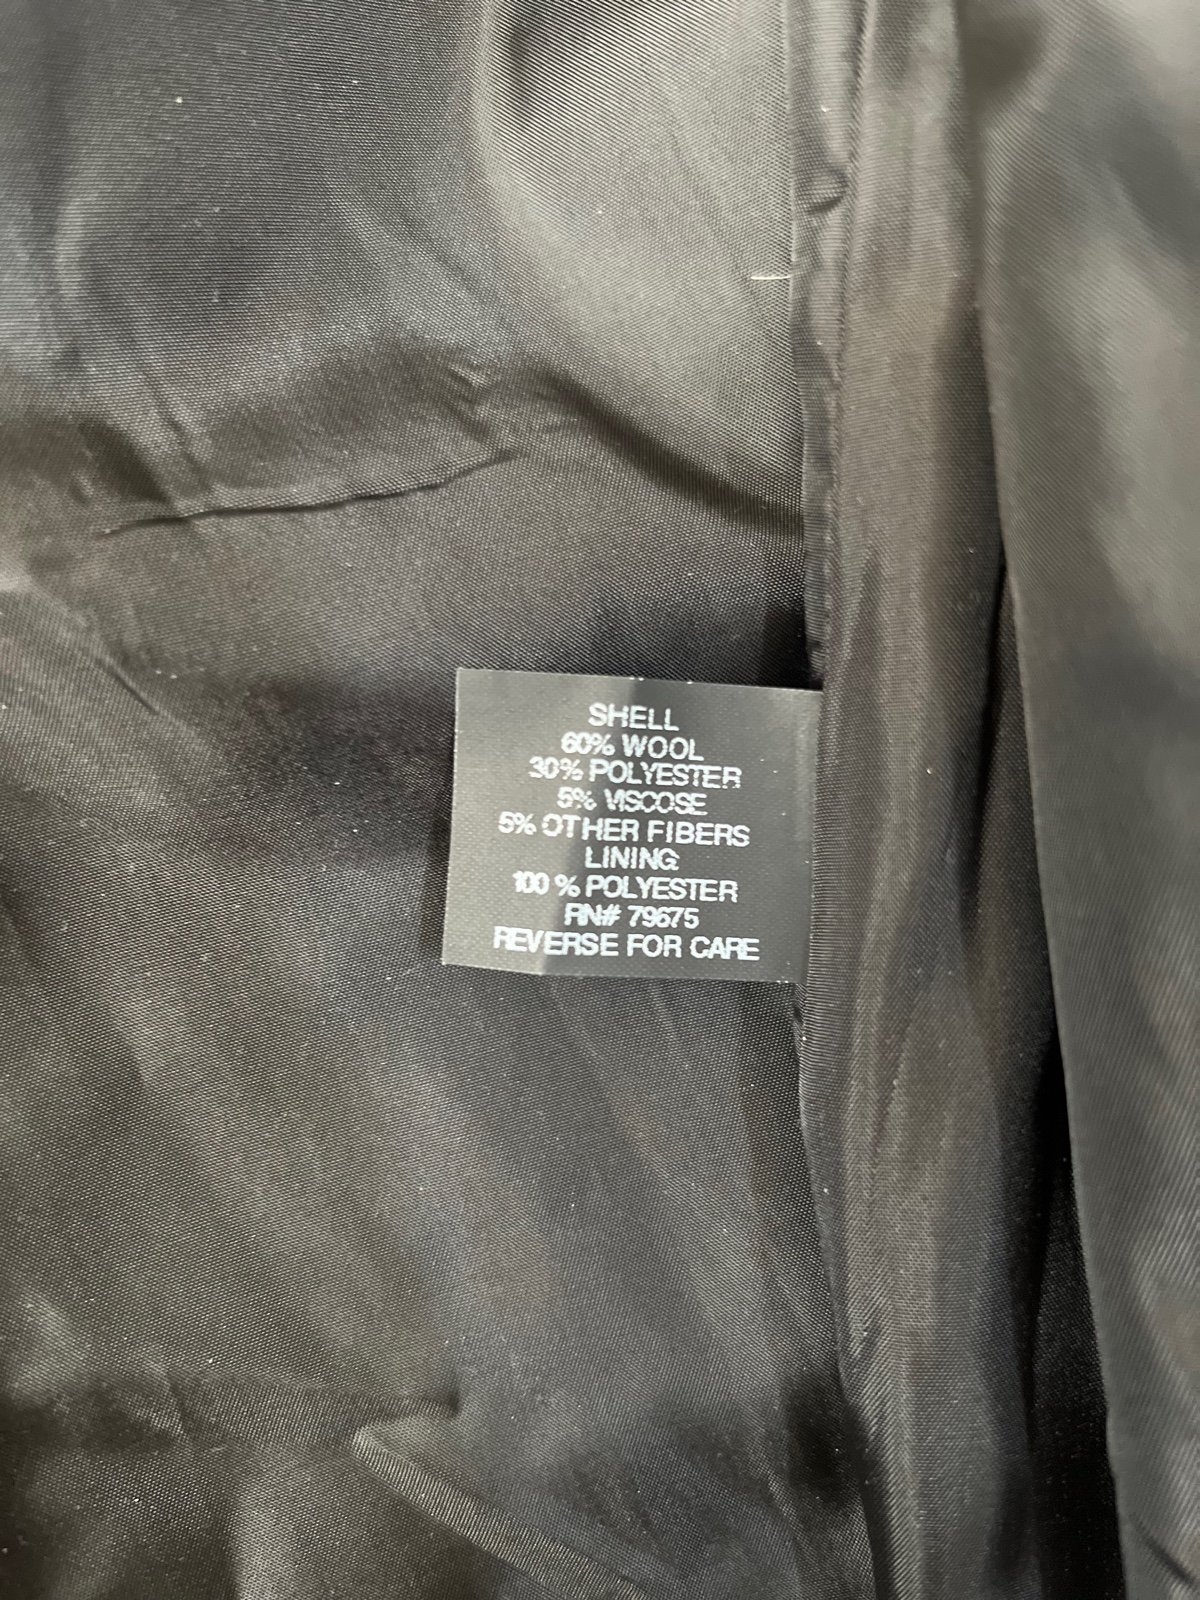 SHELL
60% WOOL
30% POLYESTER
5% VISCOSE
5% OTHER FIBERS
LINING
100 % POLYESTER
RN# 79675
REVERSE FOR CARE